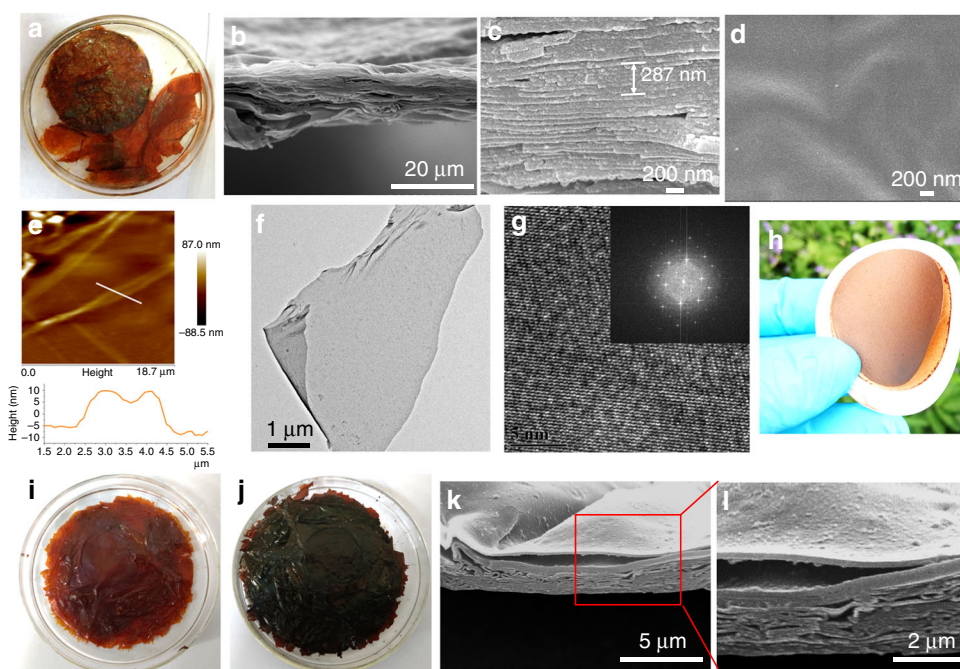 a
b
20 μm
c
287 nm
200 nm
d
200 nm
e
87.0 nm
−88.5 nm
0.0 Height 18.7 μm
Height (nm)
10
5
0
−5
−10
1.5 2.0 2.5 3.0 3.5 4.0 4.5 5.0 5.5
μm
f
1 μm
g
5 nm
h
i
j
k
5 μm
l
2 μm